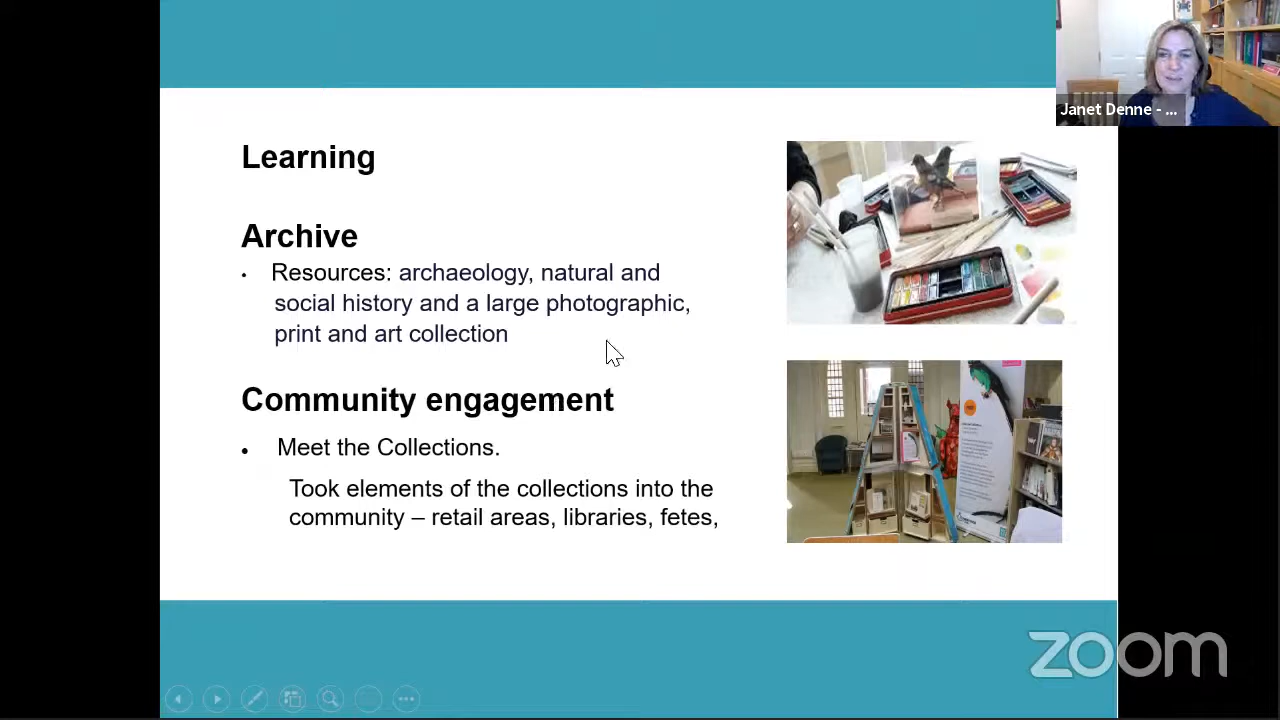 Janet Denne - ...
Learning
Archive
• Resources: archaeology, natural and
social history and a large photographic,
print and art collection
Community engagement
• Meet the Collections.
Took elements of the collections into the
community – retail areas, libraries, fetes,
zoom